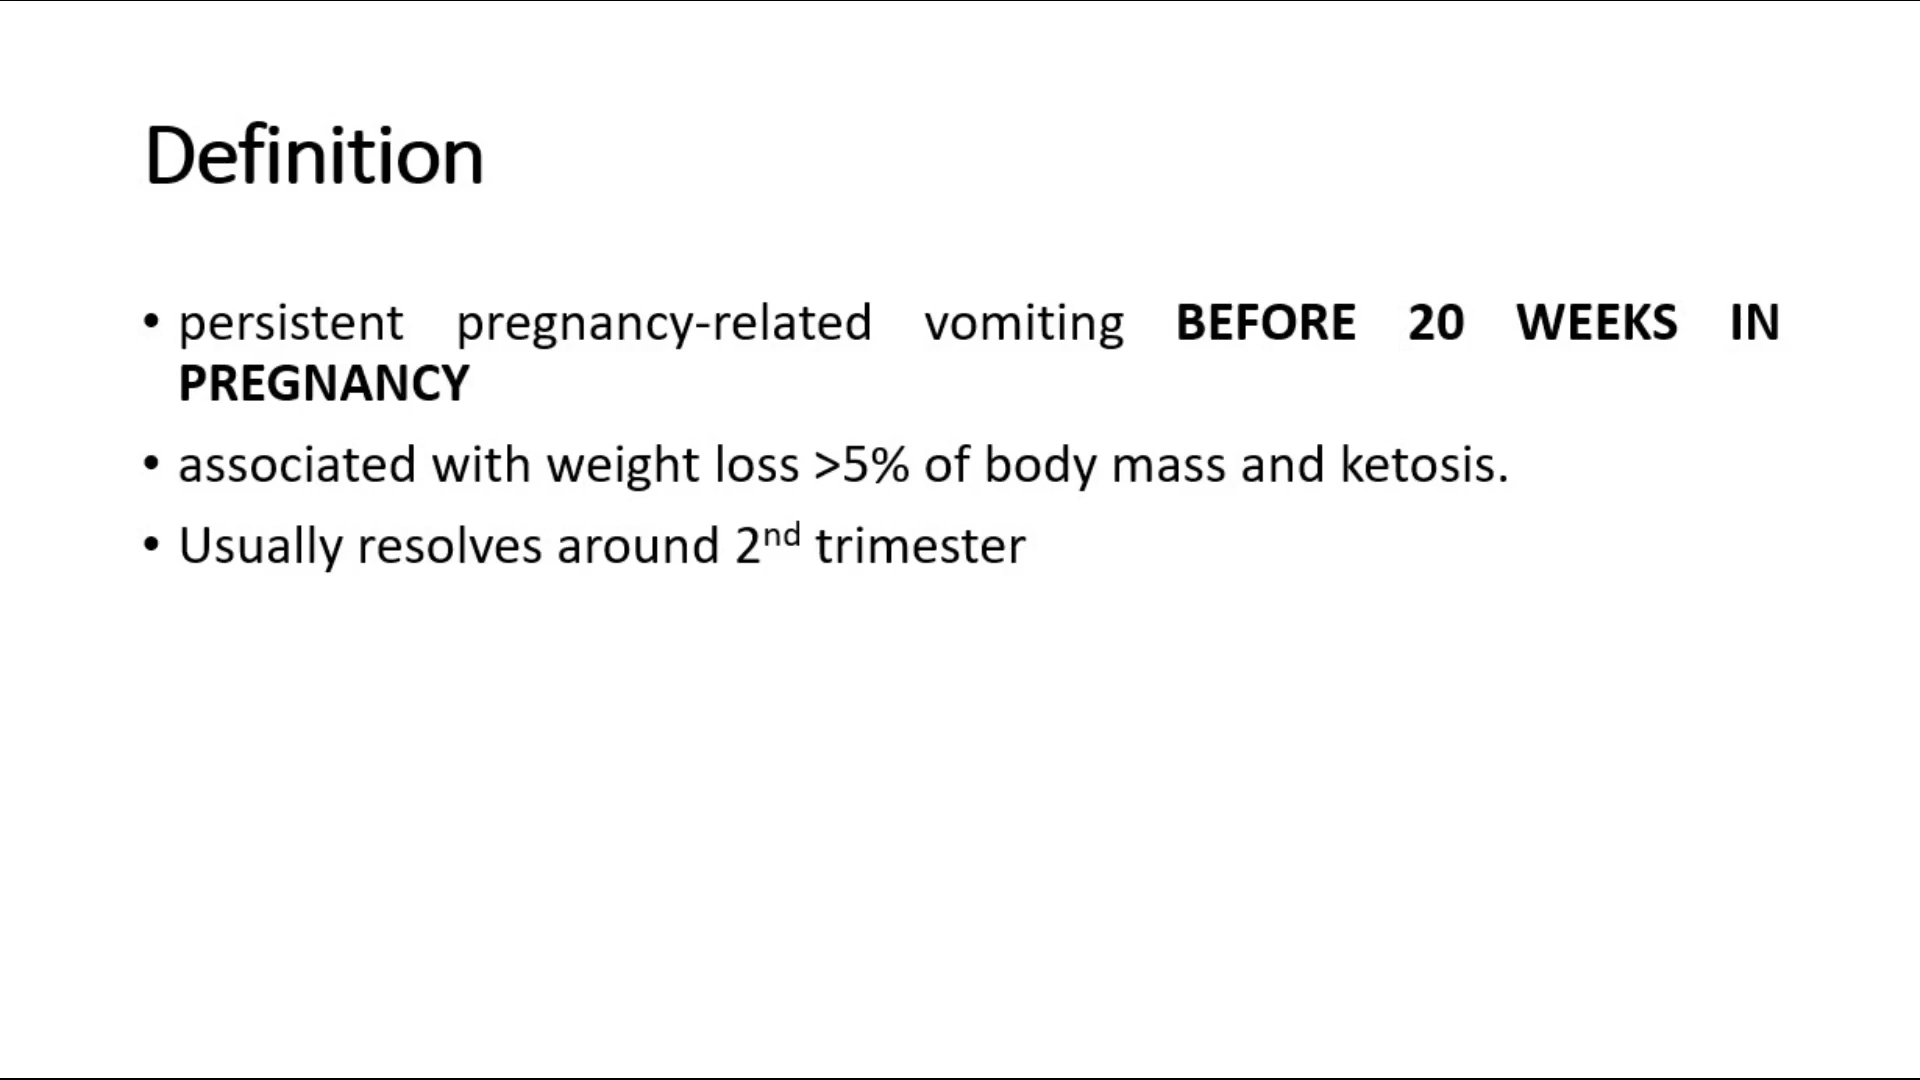 Definition
• persistent pregnancy-related vomiting BEFORE 20 WEEKS IN
PREGNANCY
• associated with weight loss >5% of body mass and ketosis.
• Usually resolves around 2nd trimester